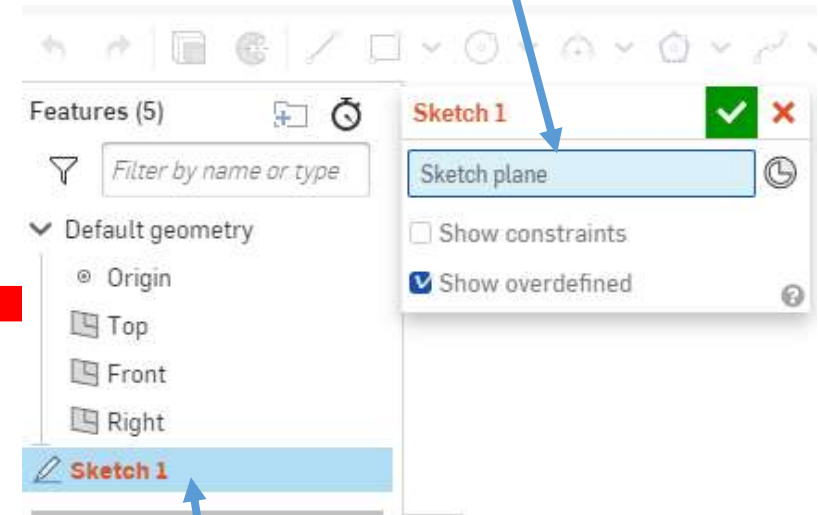 Features (5)
Filter by name or type
Default geometry
Origin
Top
Front
Right
Sketch 1
Sketch 1
Sketch plane
Show constraints
Show overdefined